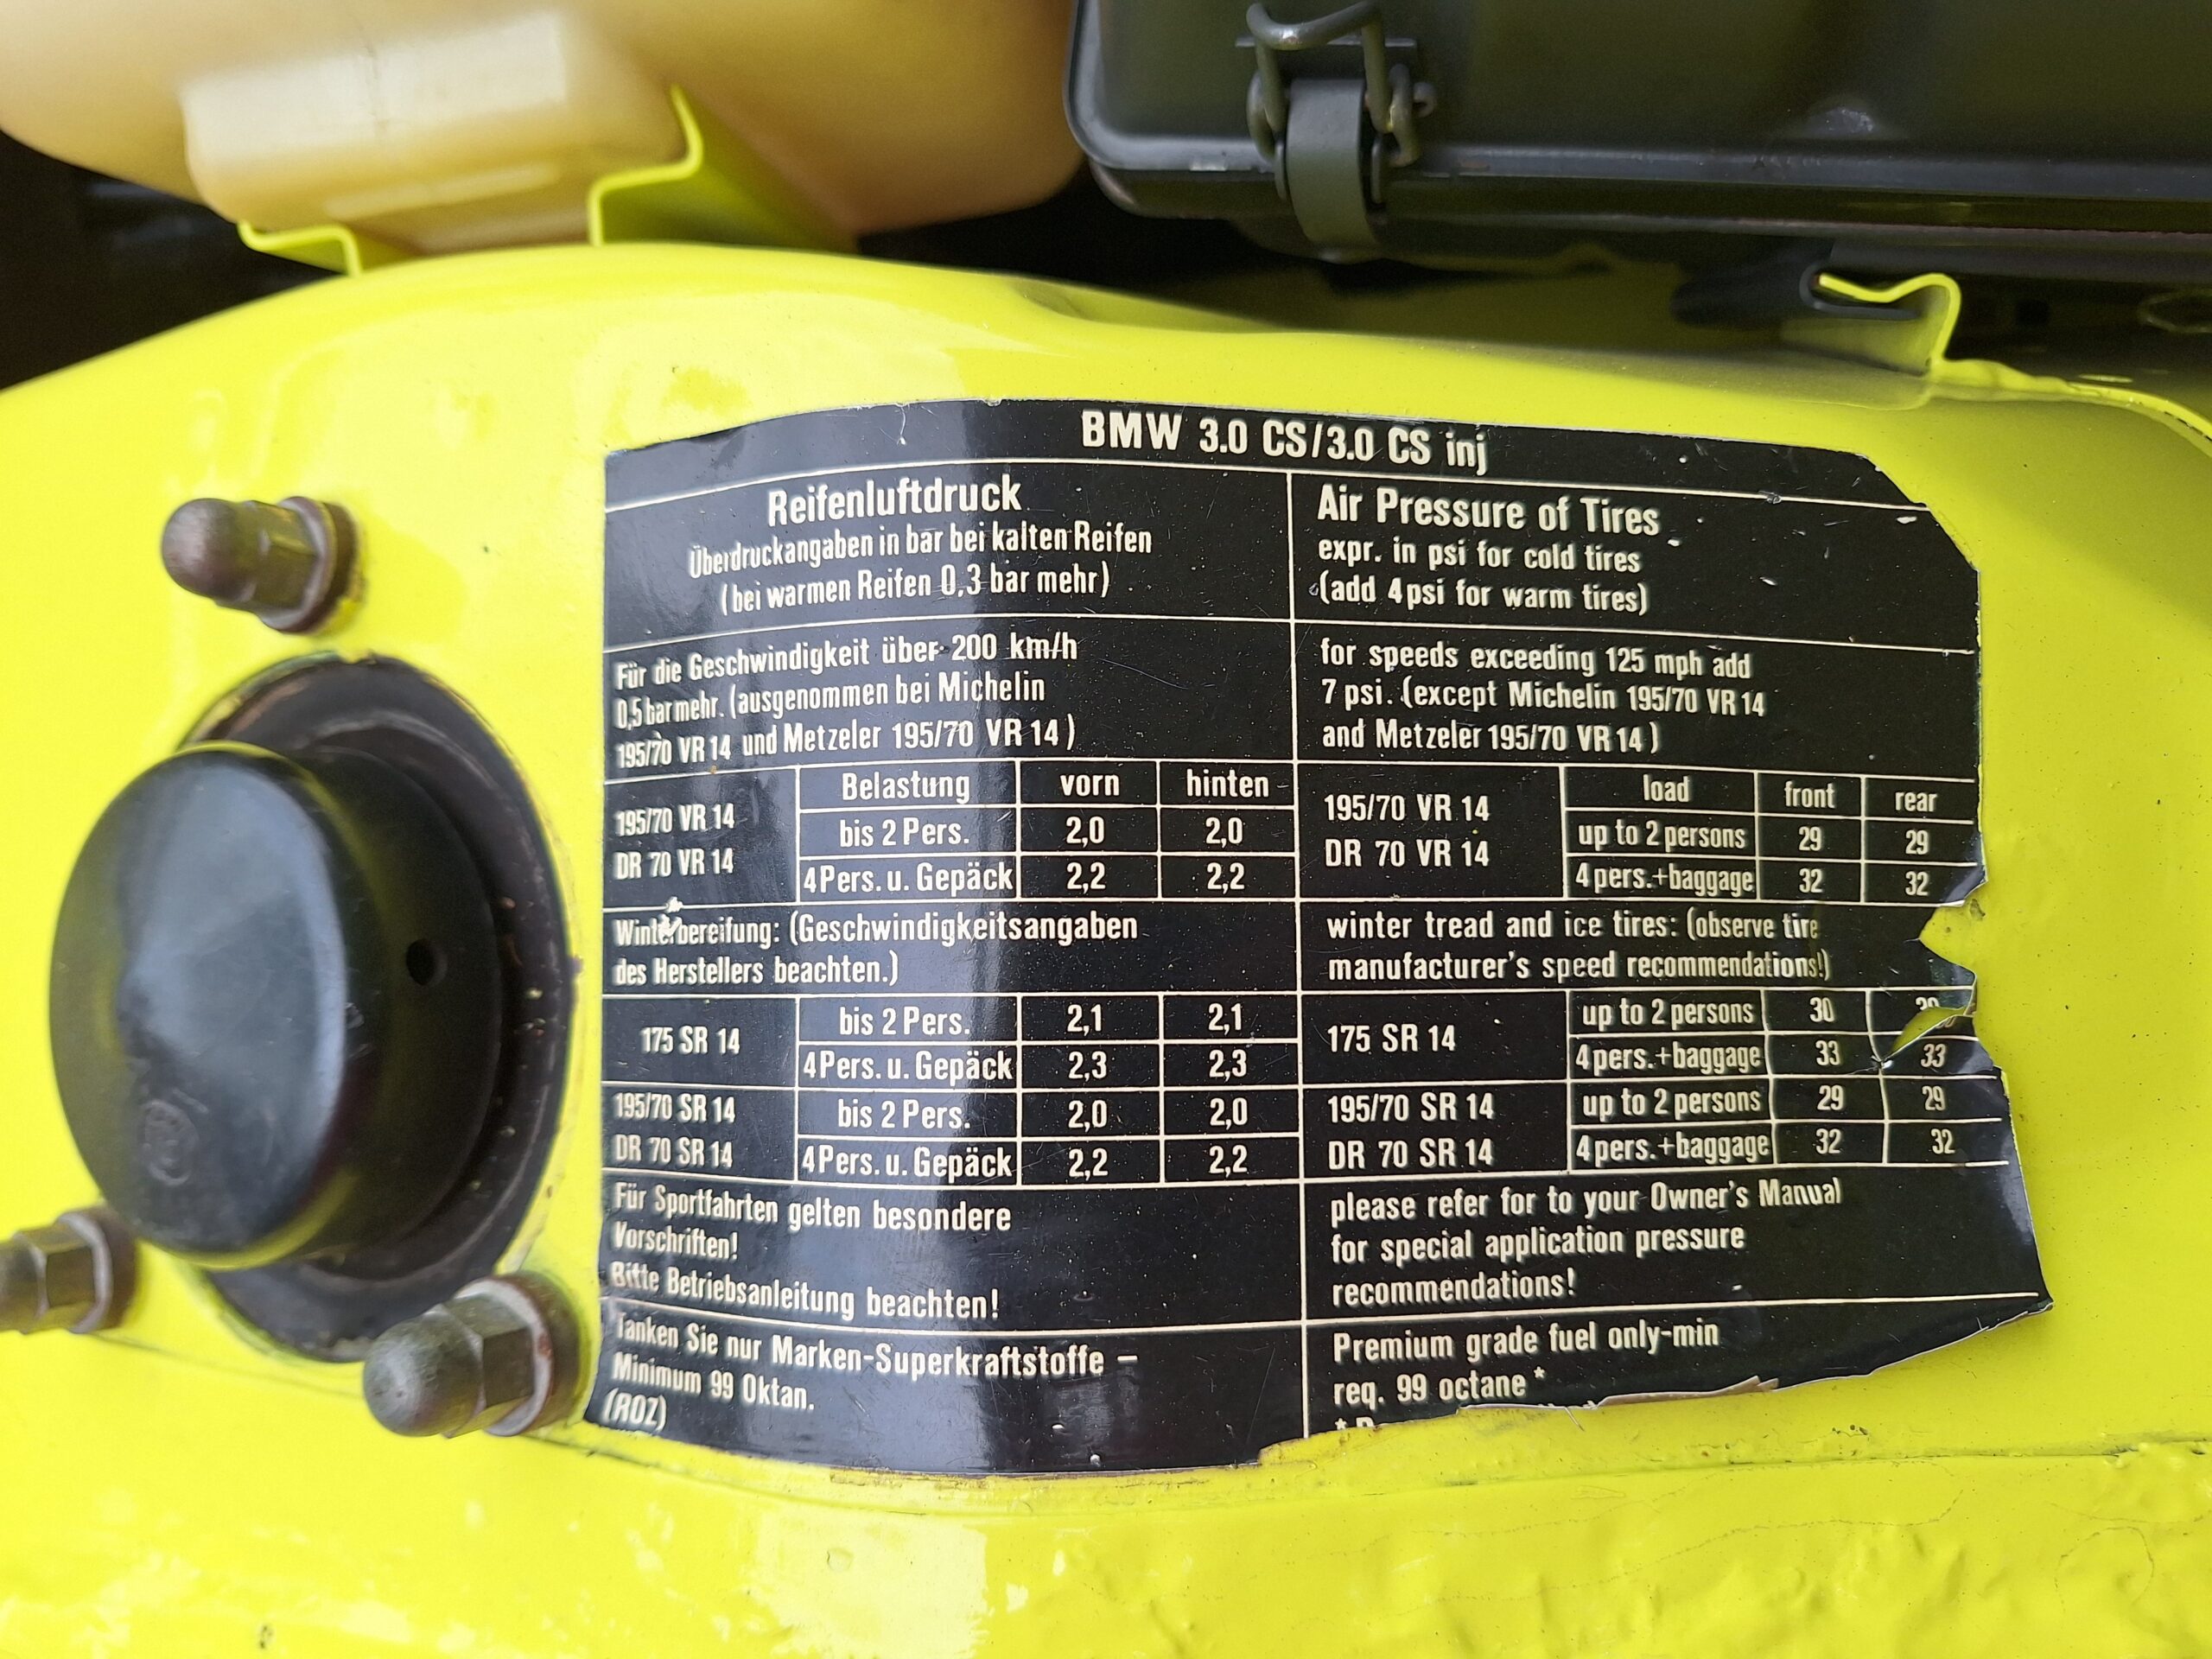 BMW 3.0 CS/3.0 CS inj
Reifenluftdruck
Überdruckangaben in bar bei kalten Reifen
(bei warmen Reifen 0,3 bar mehr)
Air Pressure of Tires
expr. in psi for cold tires
(add 4 psi for warm tires)
Für die Geschwindigkeit über 200 km/h
0,5 bar mehr. (ausgenommen bei Michelin
195/70 VR 14 und Metzeler 195/70 VR 14)
for speeds exceeding 125 mph add
7 psi. (except Michelin 195/70 VR 14
and Metzeler 195/70 VR 14)
195/70 VR 14
DR 70 VR 14
Belastung vorn hinten
bis 2 Pers. 2,0 2,0
4 Pers. u. Gepäck 2,2 2,2
195/70 VR 14
DR 70 VR 14
load front rear
up to 2 persons 29 29
4 pers.+baggage 32 32
Winterbereifung: (Geschwindigkeitsangaben
des Herstellers beachten.)
winter tread and ice tires: (observe tire
manufacturer's speed recommendations!)
175 SR 14
bis 2 Pers. 2,1 2,1
4 Pers. u. Gepäck 2,3 2,3
195/70 SR 14
DR 70 SR 14
bis 2 Pers. 2,0 2,0
4 Pers. u. Gepäck 2,2 2,2
175 SR 14
up to 2 persons 30
4 pers.+baggage 33 33
195/70 SR 14
DR 70 SR 14
up to 2 persons 29 29
4 pers.+baggage 32 32
Für Sportfahrten gelten besondere
Vorschriften!
Bitte Betriebsanleitung beachten!
please refer for to your Owner's Manual
for special application pressure
recommendations!
Tanken Sie nur Marken-Superkraftstoffe –
Minimum 99 Oktan.
(ROZ)
Premium grade fuel only-min
req. 99 octane *